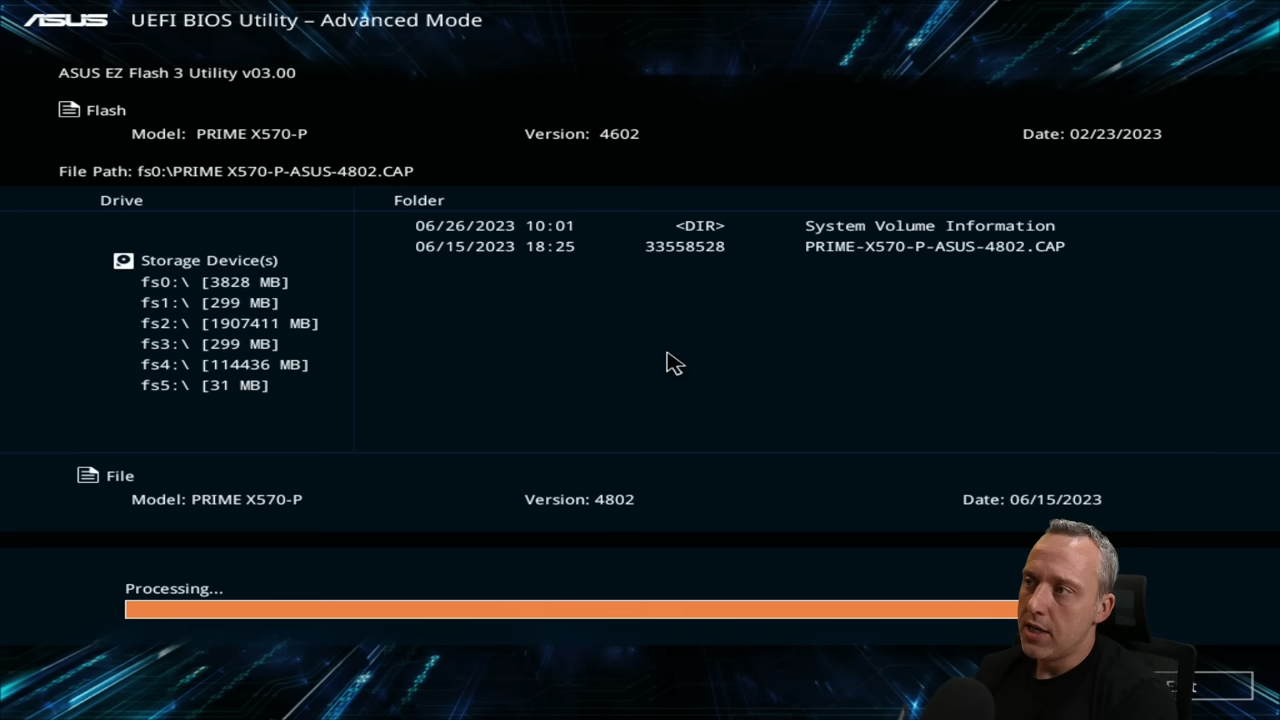 ASUS UEFI BIOS Utility – Advanced Mode
ASUS EZ Flash 3 Utility v03.00
Flash
Model: PRIME X570-P Version: 4602 Date: 02/23/2023
File Path: fs0:\PRIME X570-P-ASUS-4802.CAP
Drive Folder
06/26/2023 10:01 <DIR> System Volume Information
06/15/2023 18:25 33558528 PRIME-X570-P-ASUS-4802.CAP
Storage Device(s)
fs0:\ [3828 MB]
fs1:\ [299 MB]
fs2:\ [1907411 MB]
fs3:\ [299 MB]
fs4:\ [114436 MB]
fs5:\ [31 MB]
File
Model: PRIME X570-P Version: 4802 Date: 06/15/2023
Processing...